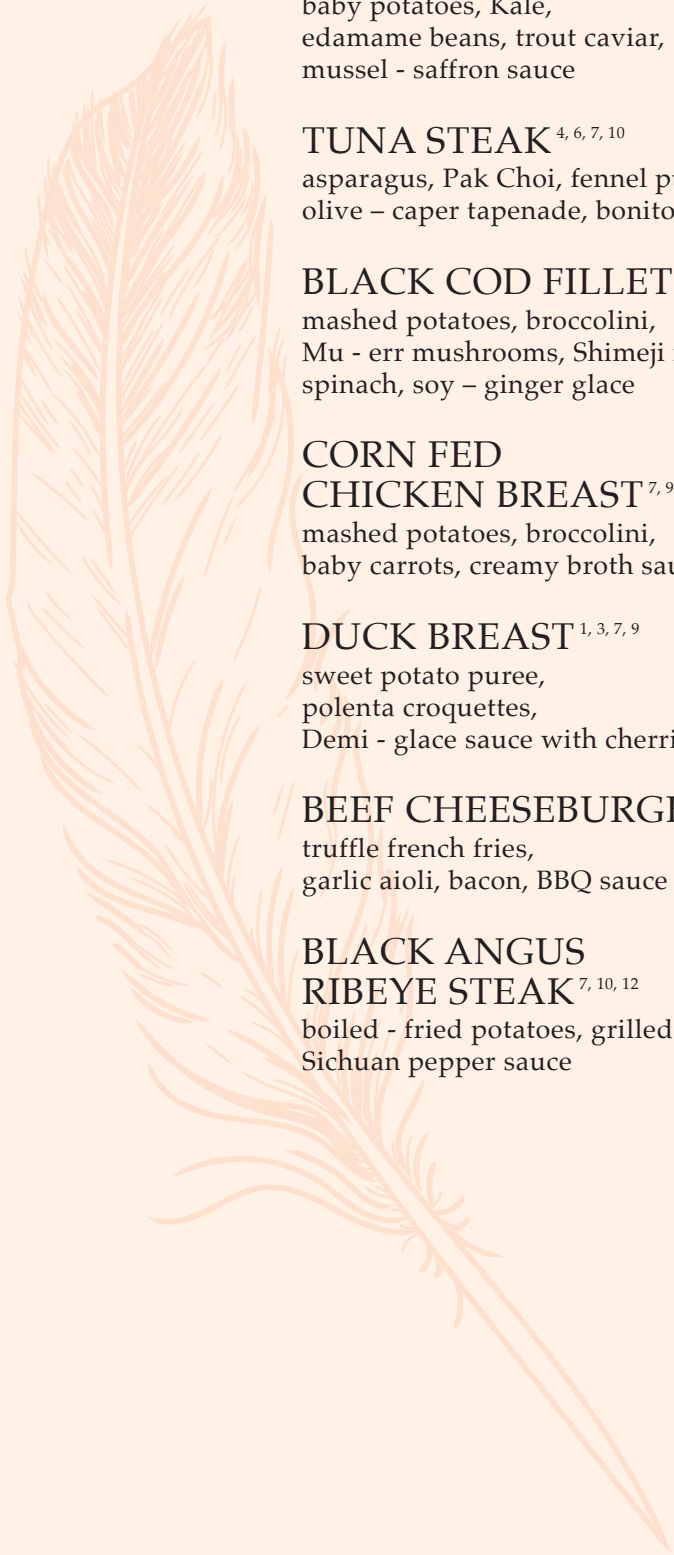 baby potatoes, Kale,
edamame beans, trout caviar,
mussel - saffron sauce
TUNA STEAK 4, 6, 7, 10
asparagus, Pak Choi, fennel
olive – caper tapenade, bonito
BLACK COD FILLET
mashed potatoes, broccolini,
Mu - err mushrooms, Shimeji
spinach, soy – ginger glace
CORN FED
CHICKEN BREAST 7, 9
mashed potatoes, broccolini,
baby carrots, creamy broth
DUCK BREAST 1, 3, 7, 9
sweet potato puree,
polenta croquettes,
Demi - glace sauce with
BEEF
truffle french fries,
garlic aioli, bacon, BBQ sauce
BLACK ANGUS
RIBEYE STEAK 7, 10, 12
boiled - fried potatoes, grilled
Sichuan pepper sauce